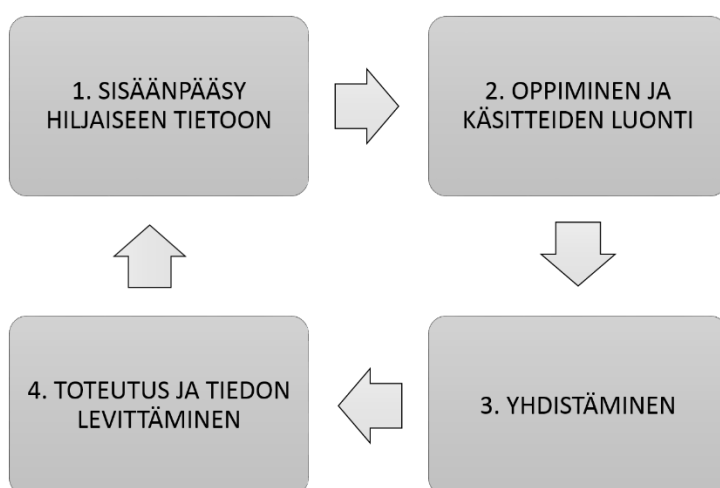 1. SISÄÄNPÄÄSY
HILJAISEEN TIETOON
2. OPPIMINEN JA
KÄSITTEIDEN LUONTI
3. YHDISTÄMINEN
4. TOTEUTUS JA TIEDON
LEVITTÄMINEN